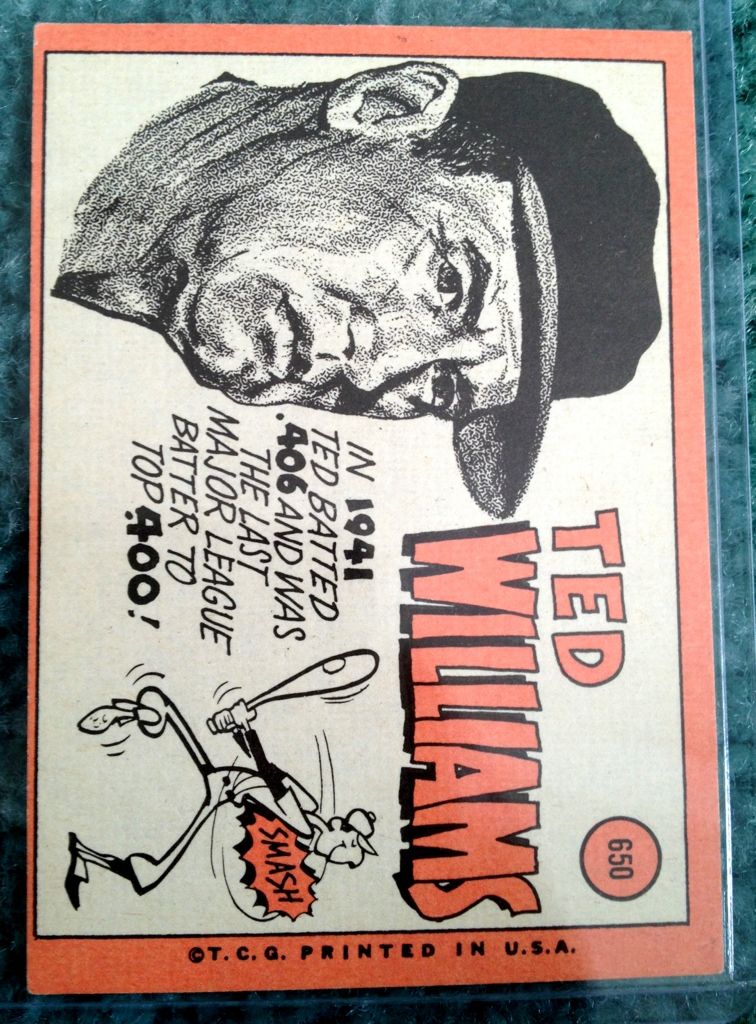 650
TED
WILLIAMS
IN 1941
TED BATTED
.406 AND WAS
THE LAST
MAJOR LEAGUE
BATTER TO
TOP .400!
SMASH
©T.C.G. PRINTED IN U.S.A.